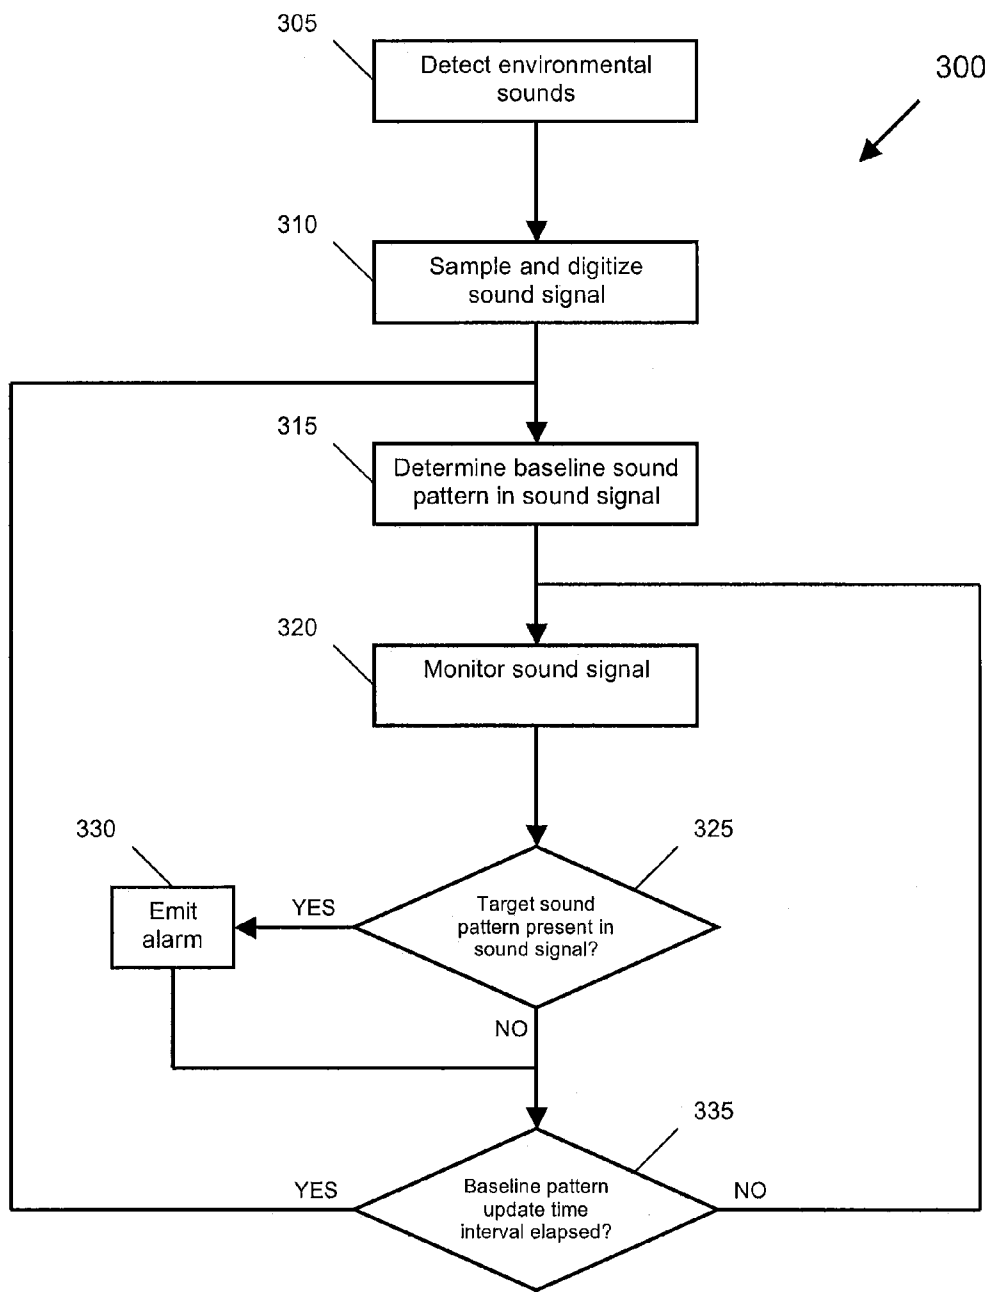 305
Detect environmental
sounds
300
310
Sample and digitize
sound signal
315
Determine baseline sound
pattern in sound signal
320
Monitor sound signal
330
325
Emit
alarm
YES
Target sound
pattern present in
sound signal?
NO
335
YES
Baseline pattern
update time
interval elapsed?
NO